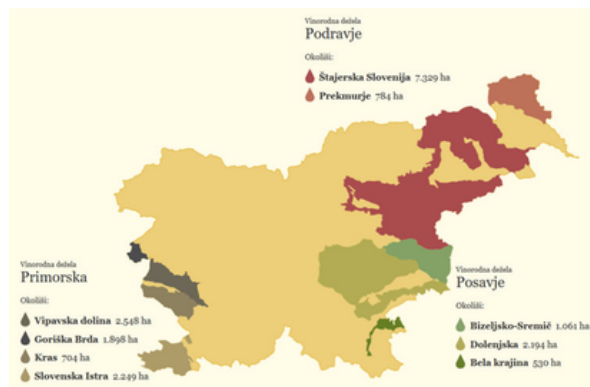 Vinorodna dežela
Podravje
Okoliši:
Štajerska Slovenija 7.329 ha
Prekmurje 784 ha
Vinorodna dežela
Primorska
Okoliši:
Vipavska dolina 2.548 ha
Goriška Brda 1.898 ha
Kras 704 ha
Slovenska Istra 2.249 ha
Vinorodna dežela
Posavje
Okoliši:
Bizeljsko-Sremič 1.061 ha
Dolenjska 2.194 ha
Bela krajina 530 ha